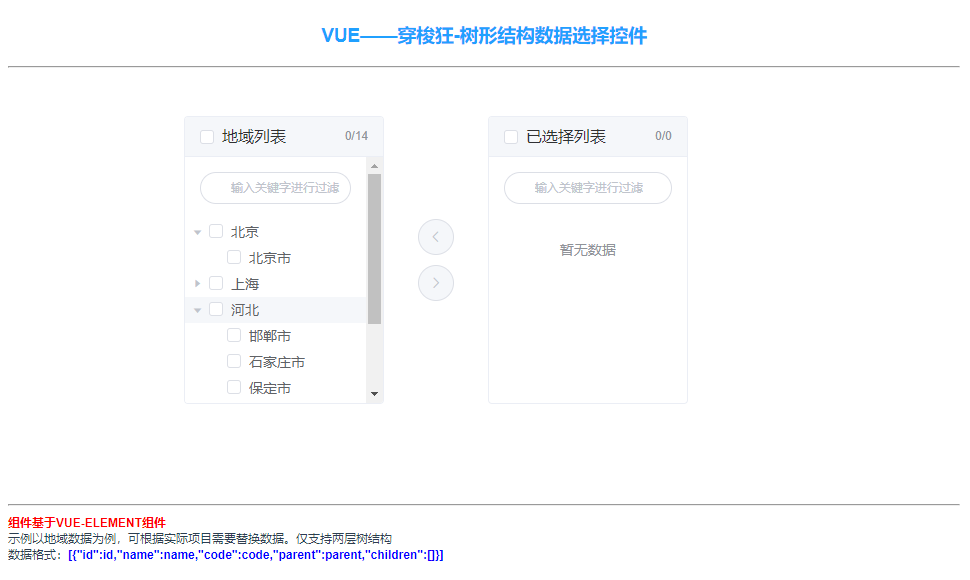 VUE——穿梭狂-树形结构数据选择控件
地域列表 0/14
输入关键字进行过滤
北京
北京市
上海
河北
邯郸市
石家庄市
保定市
已选择列表 0/0
输入关键字进行过滤
暂无数据
组件基于VUE-ELEMENT组件
示例以地域数据为例，可根据实际项目需要替换数据。仅支持两层树结构
数据格式：[{"id":id,"name":name,"code":code,"parent":parent,"children":[]}]